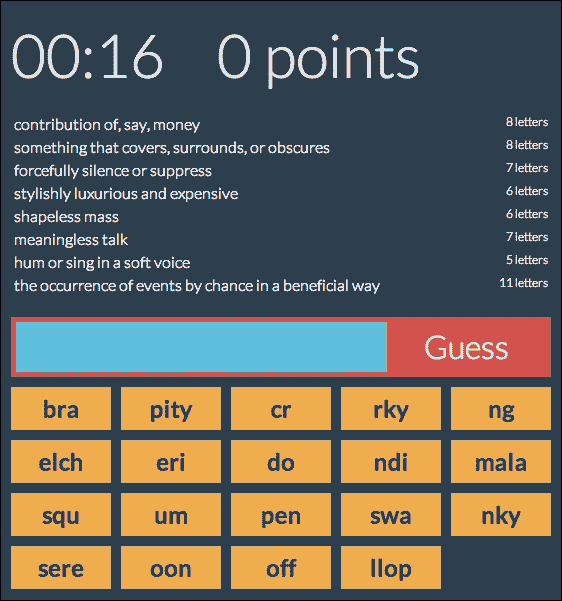 00:16 0 points
contribution of, say, money 8 letters
something that covers, surrounds, or obscures 8 letters
forcefully silence or suppress 7 letters
stylishly luxurious and expensive 6 letters
shapeless mass 6 letters
meaningless talk 7 letters
hum or sing in a soft voice 5 letters
the occurrence of events by chance in a beneficial way 11 letters
Guess
bra pity cr rky ng
elch eri do ndi mala
squ um pen swa nky
sere oon off llop